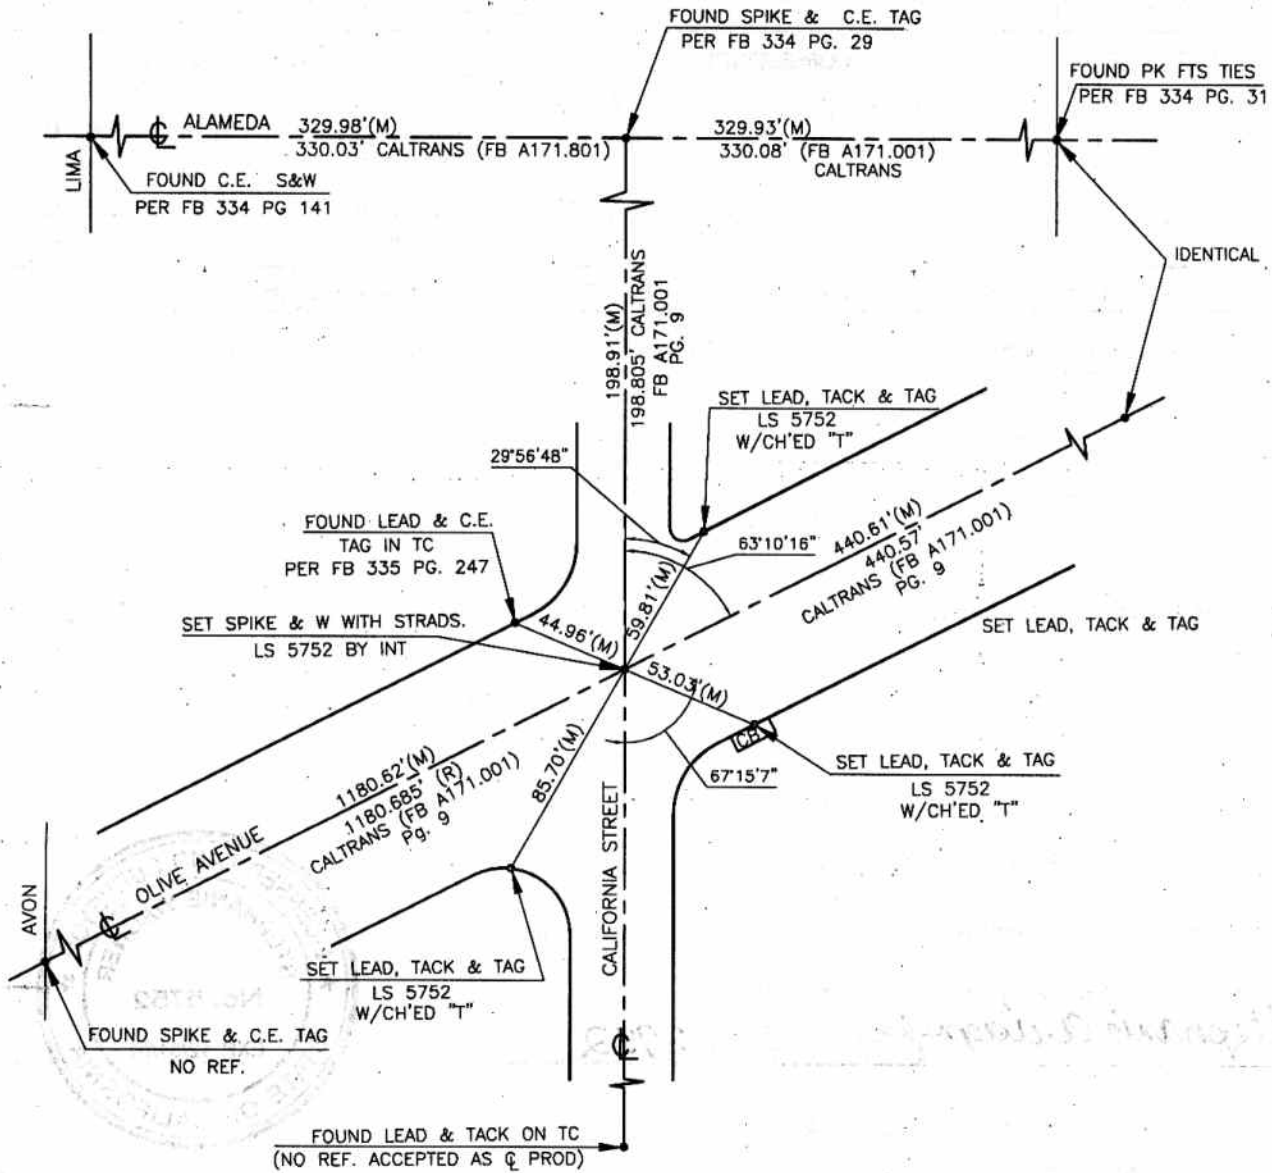 FOUND SPIKE & C.E. TAG
PER FB 334 PG. 29
FOUND PK FTS TIES
PER FB 334 PG. 31
℄ ALAMEDA
329.98'(M)
330.03' CALTRANS (FB A171.801)
329.93'(M)
330.08' (FB A171.001)
CALTRANS
LIMA
FOUND C.E. S&W
PER FB 334 PG 141
IDENTICAL
198.91'(M)
198.805' CALTRANS
FB A171.001
PG. 9
SET LEAD, TACK & TAG
LS 5752
W/CH'ED "T"
29°56'48"
FOUND LEAD & C.E.
TAG IN TC
PER FB 335 PG. 247
63°10'16"
440.61'(M)
440.57'
CALTRANS (FB A171.001)
PG. 9
59.81'(M)
44.96'(M)
SET SPIKE & W WITH STRADS.
LS 5752 BY INT
SET LEAD, TACK & TAG
53.03'(M)
CB
67°15'7"
SET LEAD, TACK & TAG
LS 5752
W/CH'ED "T"
85.70'(M)
1180.62'(M)
1180.685' (R)
CALTRANS (FB A171.001)
Pg. 9
℄ OLIVE AVENUE
AVON
CALIFORNIA STREET
℄
SET LEAD, TACK & TAG
LS 5752
W/CH'ED "T"
No. 5752
FOUND SPIKE & C.E. TAG
NO REF.
FOUND LEAD & TACK ON TC
(NO REF. ACCEPTED AS ℄ PROD)